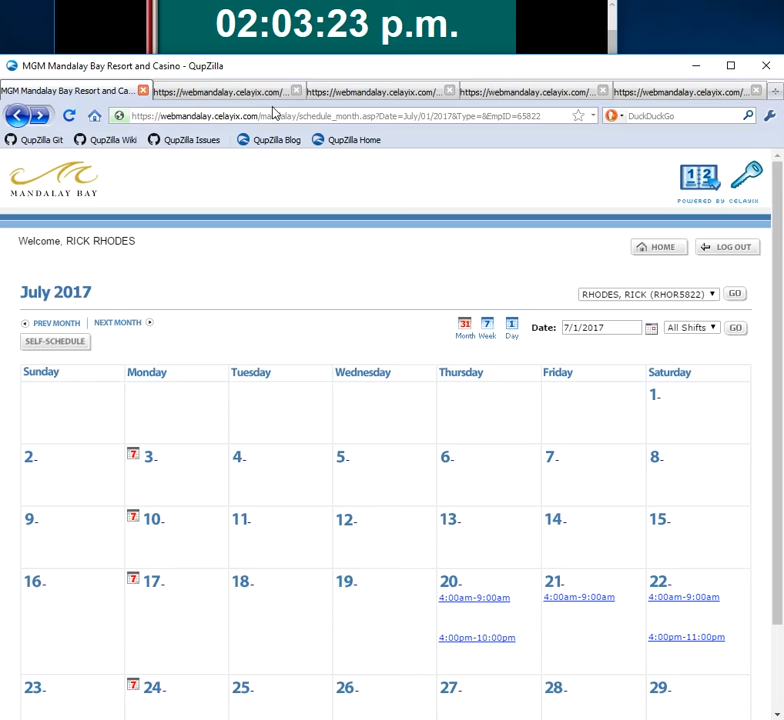 02:03:23 p.m.
MGM Mandalay Bay Resort and Casino - QupZilla
MGM Mandalay Bay Resort and Ca... https://webmandalay.celayix.com/... https://webmandalay.celayix.com/... https://webmandalay.celayix.com/... https://webmandalay.celayix.com/...
https://webmandalay.celayix.com/mandalay/schedule_month.asp?Date=July/01/2017&Type=&EmpID=65822 DuckDuckGo
QupZilla Git QupZilla Wiki QupZilla Issues QupZilla Blog QupZilla Home
MANDALAY BAY
12
POWERED BY CELAYIX
Welcome, RICK RHODES
HOME LOG OUT
July 2017
RHODES, RICK (RHOR5822) GO
PREV MONTH | NEXT MONTH
31 7 1
Month Week Day
Date: 7/1/2017 All Shifts GO
SELF-SCHEDULE
Sunday Monday Tuesday Wednesday Thursday Friday Saturday
1-
2- 7 3- 4- 5- 6- 7- 8-
9- 7 10- 11- 12- 13- 14- 15-
16- 7 17- 18- 19- 20- 21- 22-
4:00am-9:00am 4:00am-9:00am 4:00am-9:00am
4:00pm-10:00pm 4:00pm-11:00pm
23- 7 24- 25- 26- 27- 28- 29-